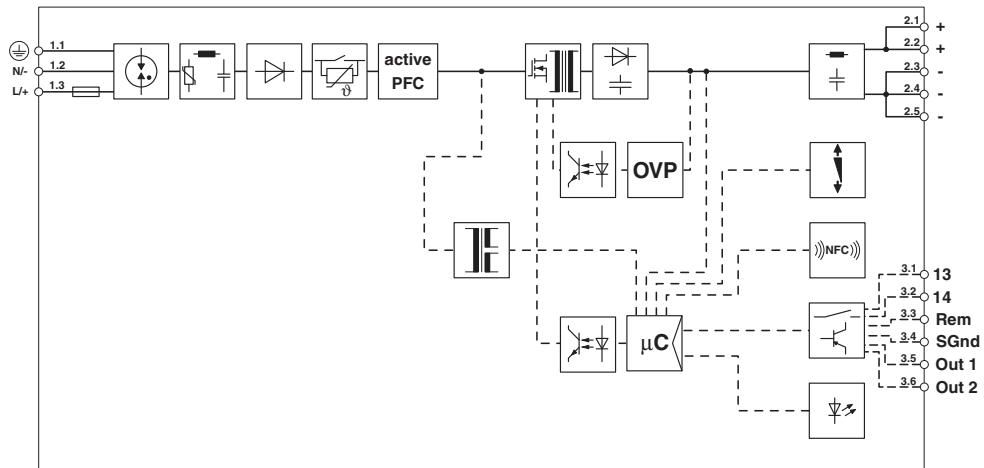 1.1
N/- 1.2
L/+ 1.3
active
PFC
ϑ
2.1 +
2.2 +
2.3 -
2.4 -
2.5 -
OVP
NFC
μC
3.1 13
3.2 14
3.3 Rem
3.4 SGnd
3.5 Out 1
3.6 Out 2